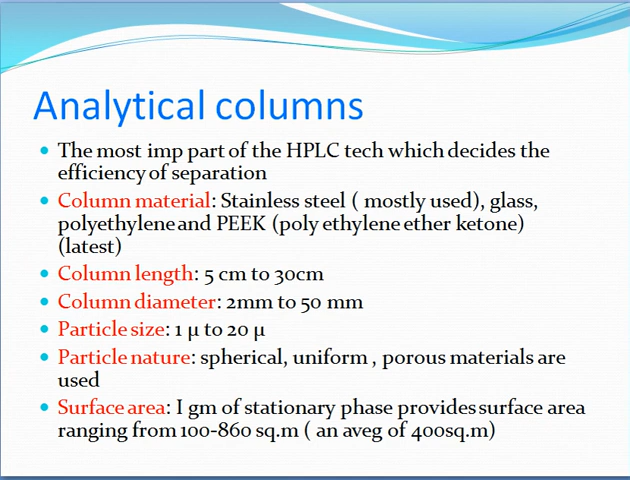 Analytical columns
• The most imp part of the HPLC tech which decides the
efficiency of separation
• Column material: Stainless steel ( mostly used), glass,
polyethylene and PEEK (poly ethylene ether ketone)
(latest)
• Column length: 5 cm to 30cm
• Column diameter: 2mm to 50 mm
• Particle size: 1 µ to 20 µ
• Particle nature: spherical, uniform , porous materials are
used
• Surface area: I gm of stationary phase provides surface area
ranging from 100-860 sq.m ( an aveg of 400sq.m)